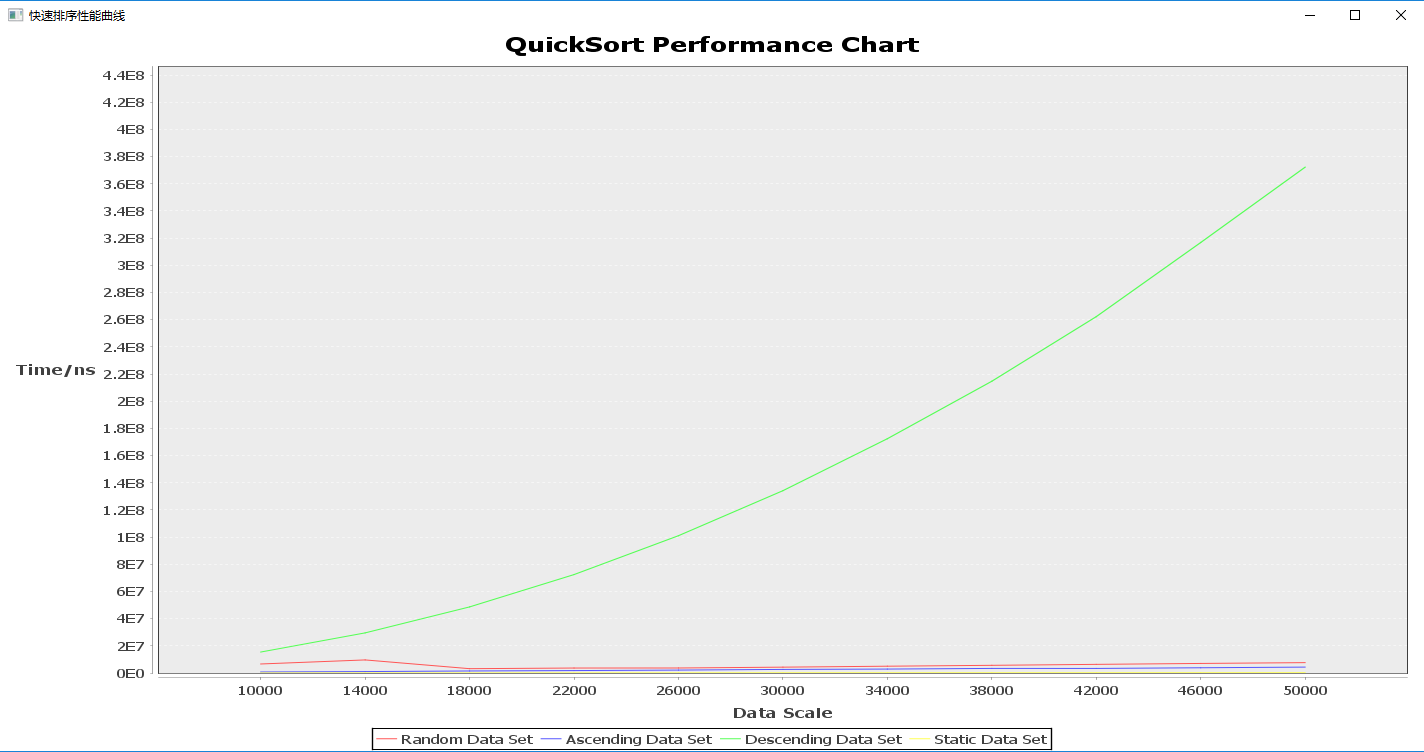 快速排序性能曲线
QuickSort Performance Chart
4.4E8
4.2E8
4E8
3.8E8
3.6E8
3.4E8
3.2E8
3E8
2.8E8
2.6E8
2.4E8
Time/ns
2.2E8
2E8
1.8E8
1.6E8
1.4E8
1.2E8
1E8
8E7
6E7
4E7
2E7
0E0
10000 14000 18000 22000 26000 30000 34000 38000 42000 46000 50000
Data Scale
Random Data Set Ascending Data Set Descending Data Set Static Data Set